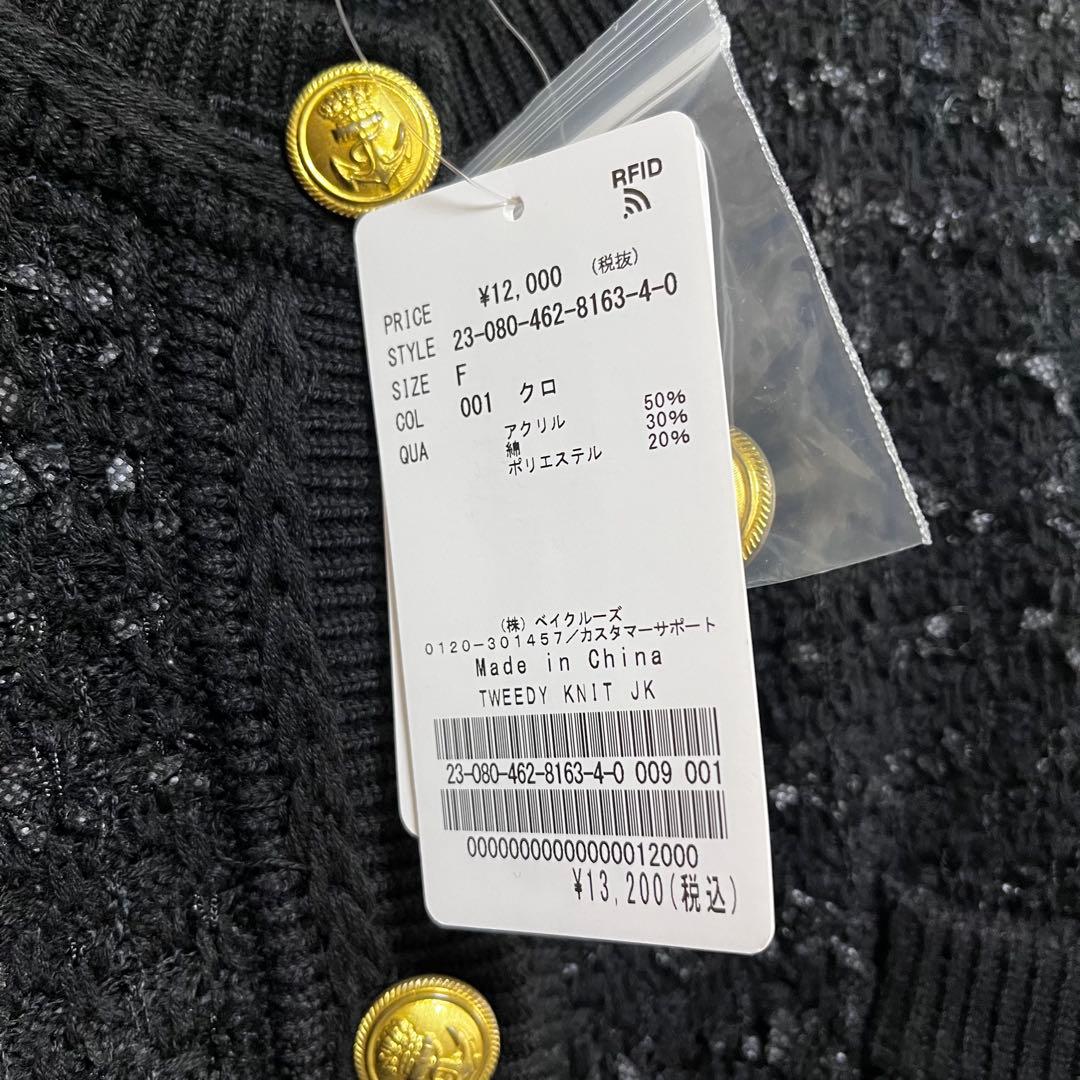 RFID
PRICE ¥12,000 (税抜)
STYLE 23-080-462-8163-4-0
SIZE F
COL 001 クロ
QUA アクリル 50%
綿 30%
ポリエステル 20%
(株) ベイクルーズ
0120-301457/カスタマーサポート
Made in China
TWEEDY KNIT JK
23-080-462-8163-4-0 009 001
00000000000000012000
¥13,200(税込)